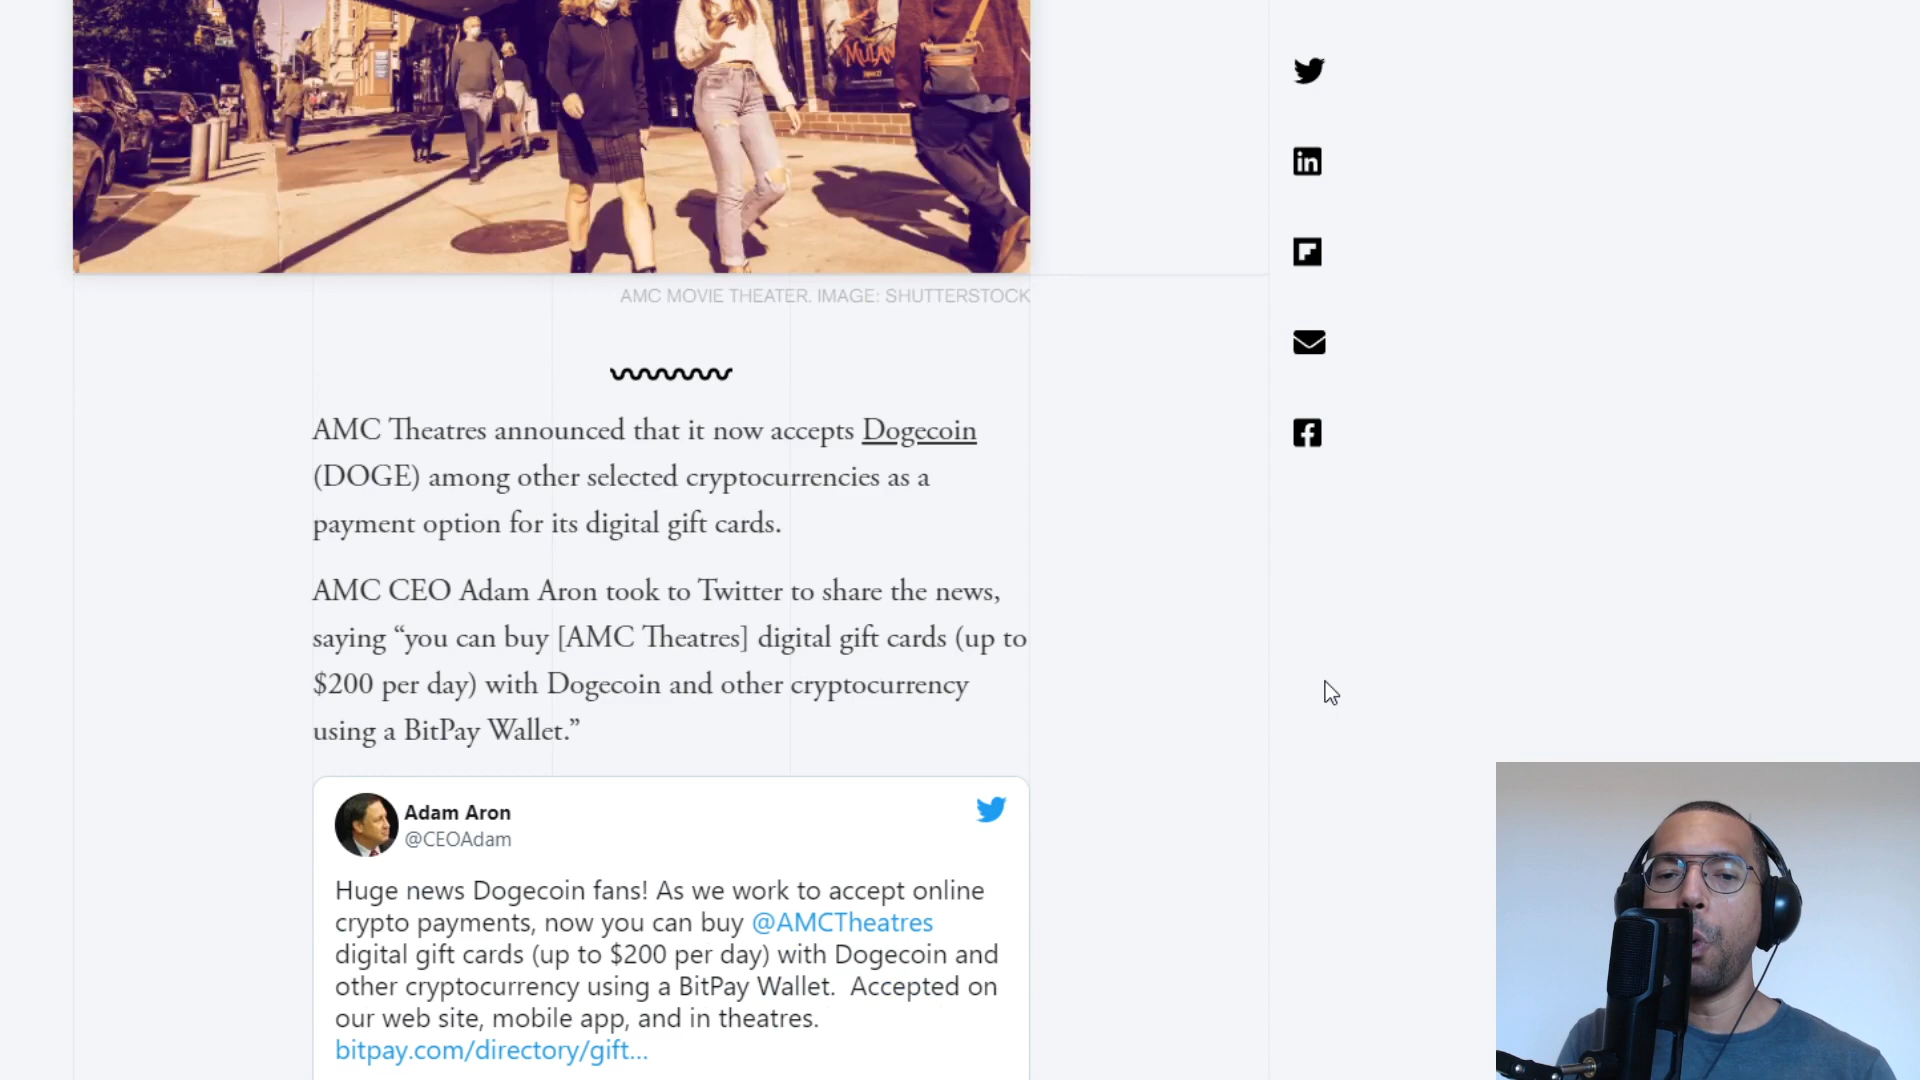 MULAN
AMC MOVIE THEATER. IMAGE: SHUTTERSTOCK
AMC Theatres announced that it now accepts Dogecoin
(DOGE) among other selected cryptocurrencies as a
payment option for its digital gift cards.
AMC CEO Adam Aron took to Twitter to share the news,
saying “you can buy [AMC Theatres] digital gift cards (up to
$200 per day) with Dogecoin and other cryptocurrency
using a BitPay Wallet.”
Adam Aron
@CEOAdam
Huge news Dogecoin fans! As we work to accept online
crypto payments, now you can buy @AMCTheatres
digital gift cards (up to $200 per day) with Dogecoin and
other cryptocurrency using a BitPay Wallet.  Accepted on
our web site, mobile app, and in theatres.
bitpay.com/directory/gift...